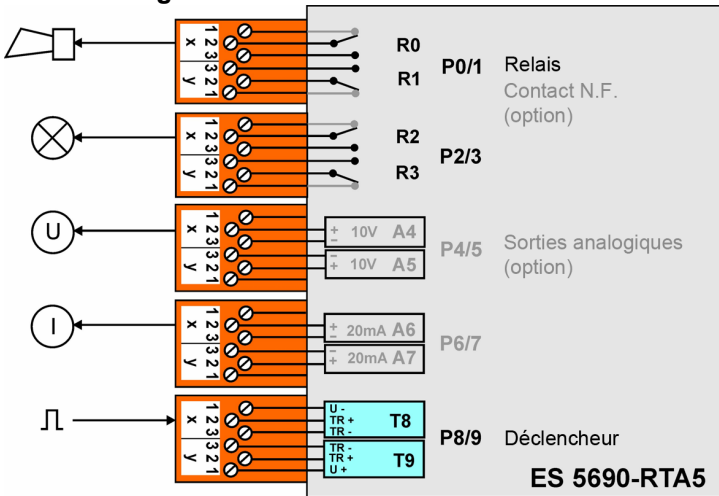 x 1 2 3
y 3 2 1
R0
R1
P0/1
Relais
Contact N.F.
(option)
x 1 2 3
y 3 2 1
R2
R3
P2/3
U
x 1 2 3
y 3 2 1
+ 10V A4
-
- 10V A5
+
P4/5
Sorties analogiques
(option)
I
x 1 2 3
y 3 2 1
+ 20mA A6
-
- 20mA A7
+
P6/7
x 1 2 3
y 3 2 1
U -
TR + T8
TR -
TR -
TR + T9
U +
P8/9
Déclencheur
ES 5690-RTA5